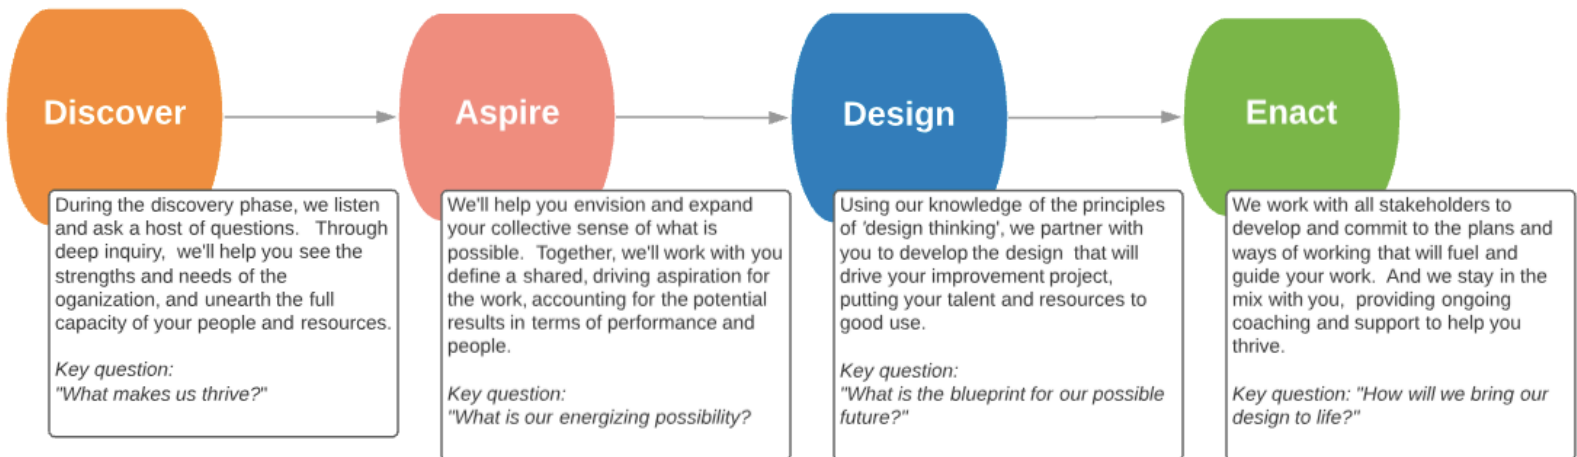 Discover
During the discovery phase, we listen
and ask a host of questions.   Through
deep inquiry,  we'll help you see the
strengths and needs of the
oganization, and unearth the full
capacity of your people and resources.
Key question:
"What makes us thrive?"
Aspire
We'll help you envision and expand
your collective sense of what is
possible.  Together, we'll work with you
define a shared, driving aspiration for
the work, accounting for the potential
results in terms of performance and
people.
Key question:
"What is our energizing possibility?
Design
Using our knowledge of the principles
of 'design thinking', we partner with
you to develop the design  that will
drive your improvement project,
putting your talent and resources to
good use.
Key question:
"What is the blueprint for our possible
future?"
Enact
We work with all stakeholders to
develop and commit to the plans and
ways of working that will fuel and
guide your work.  And we stay in the
mix with you,  providing ongoing
coaching and support to help you
thrive.
Key question: "How will we bring our
design to life?"